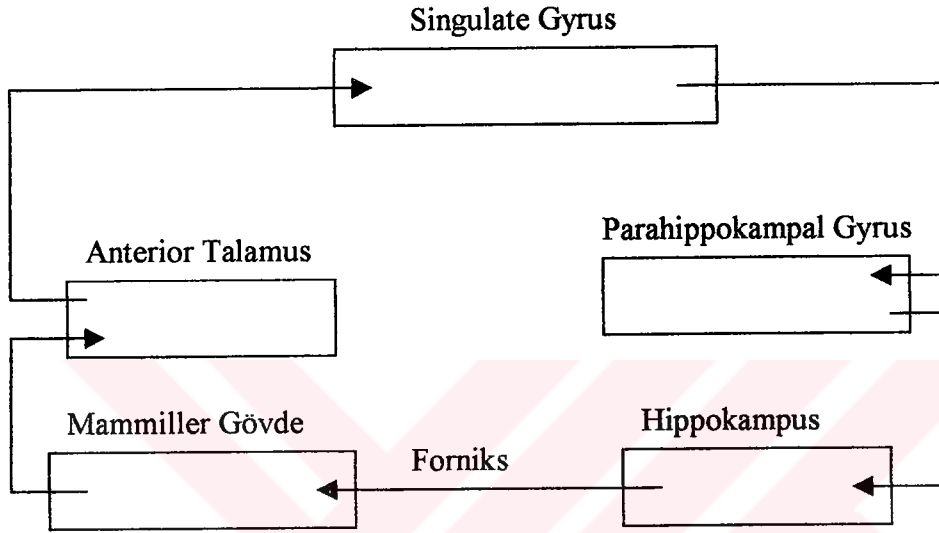 Singulate Gyrus
Anterior Talamus
Parahippokampal Gyrus
Mammiller Gövde
Forniks
Hippokampus